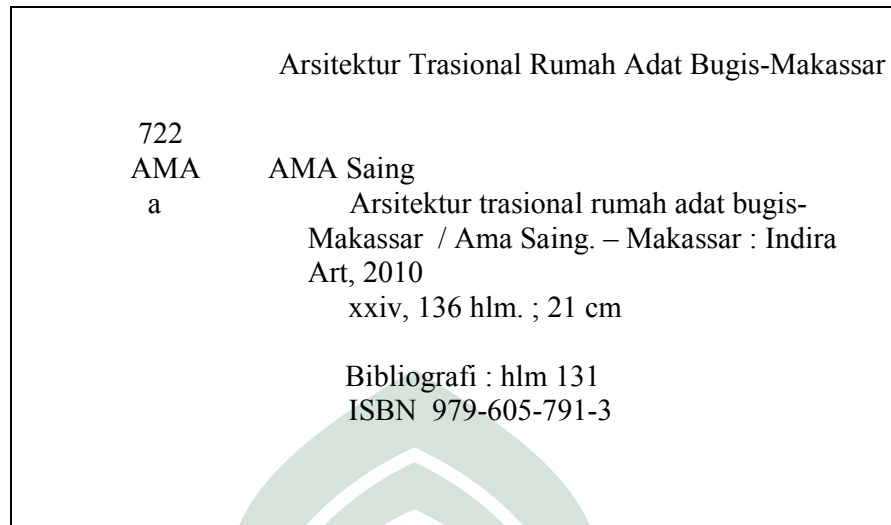 Arsitektur Trasional Rumah Adat Bugis-Makassar
722
AMA AMA Saing
a Arsitektur trasional rumah adat bugis-
Makassar / Ama Saing. – Makassar : Indira
Art, 2010
xxiv, 136 hlm. ; 21 cm
Bibliografi : hlm 131
ISBN 979-605-791-3